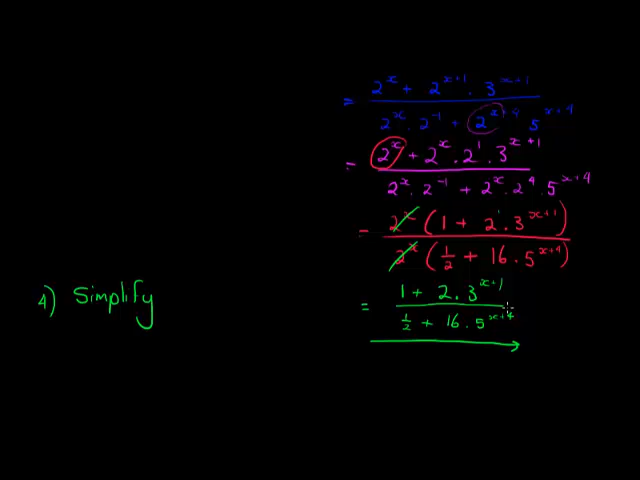 = (2^x + 2^(x+1) . 3^(x+1)) / (2^x . 2^-1 + 2^(x+4) . 5^(x+4))
= (2^x + 2^x . 2^1 . 3^(x+1)) / (2^x . 2^-1 + 2^x . 2^4 . 5^(x+4))
= 2^x (1 + 2^1 . 3^(x+1)) / 2^x (1/2 + 16 . 5^(x+4))
4) Simplify
= (1 + 2 . 3^(x+1)) / (1/2 + 16 . 5^(x+4))